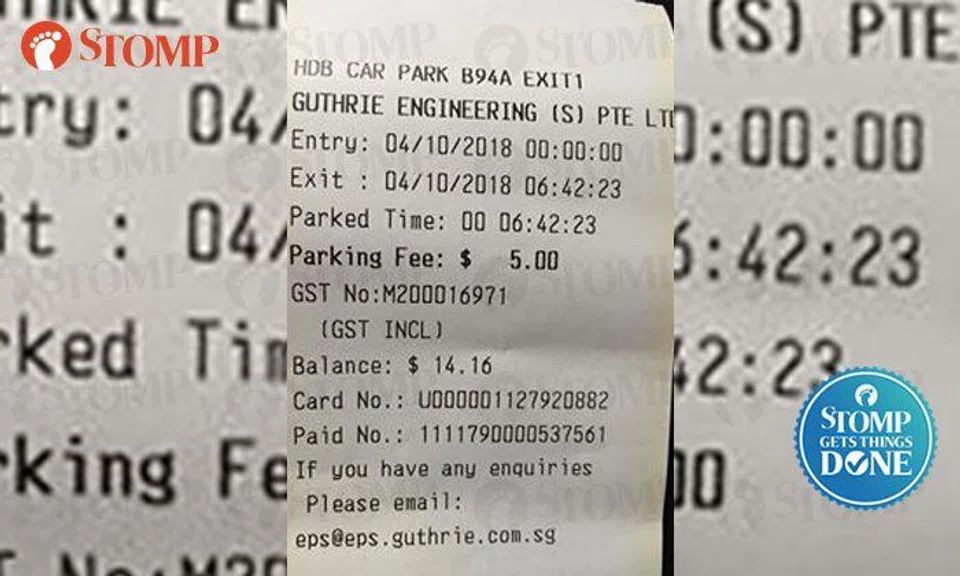 STOMP
HDB CAR PARK B94A EXIT1
GUTHRIE ENGINEERING (S) PTE LTD
Entry: 04/10/2018 00:00:00
Exit : 04/10/2018 06:42:23
Parked Time: 00 06:42:23
Parking Fee: $ 5.00
GST No:M200016971
(GST INCL)
Balance: $ 14.16
Card No.: U000001127920882
Paid No.: 1111790000537561
If you have any enquiries
Please email:
eps@eps.guthrie.com.sg
STOMP
GETS THINGS
DONE